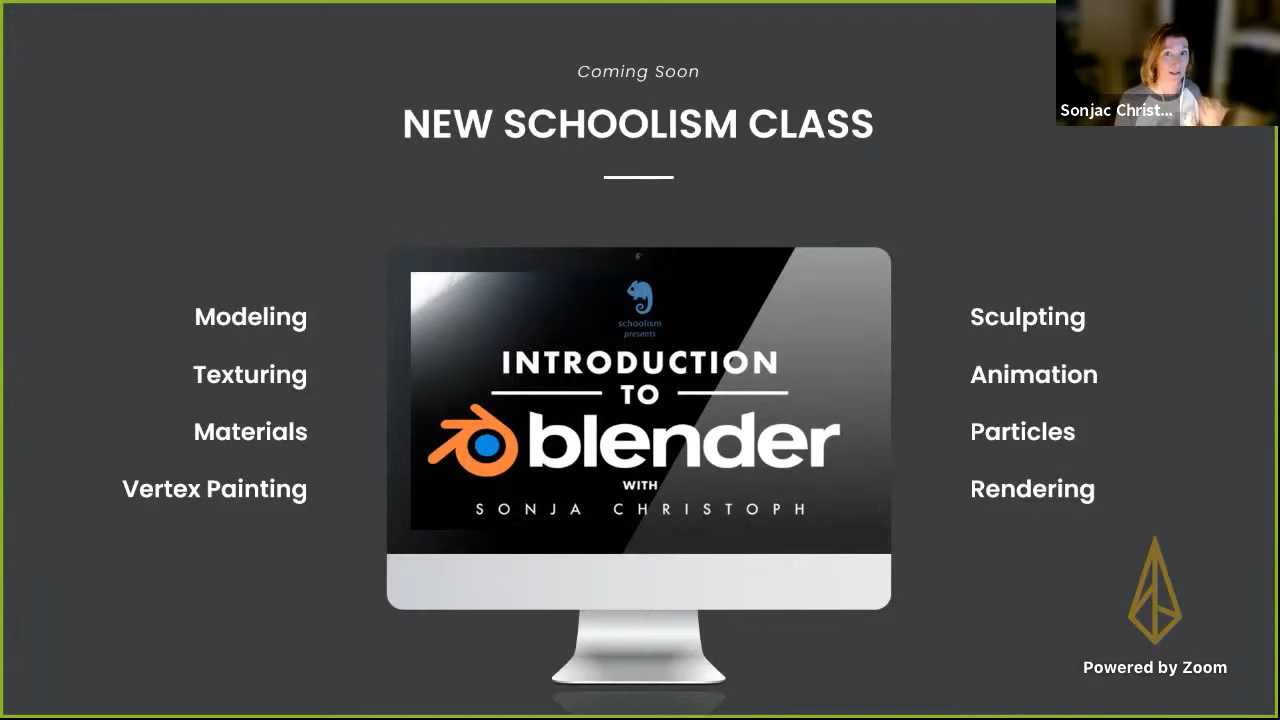 Coming Soon
NEW SCHOOLISM CLASS
Sonjac Christ...
Modeling
Texturing
Materials
Vertex Painting
schoolism
presents
INTRODUCTION
TO
blender
WITH
SONJA CHRISTOPH
Sculpting
Animation
Particles
Rendering
Powered by Zoom